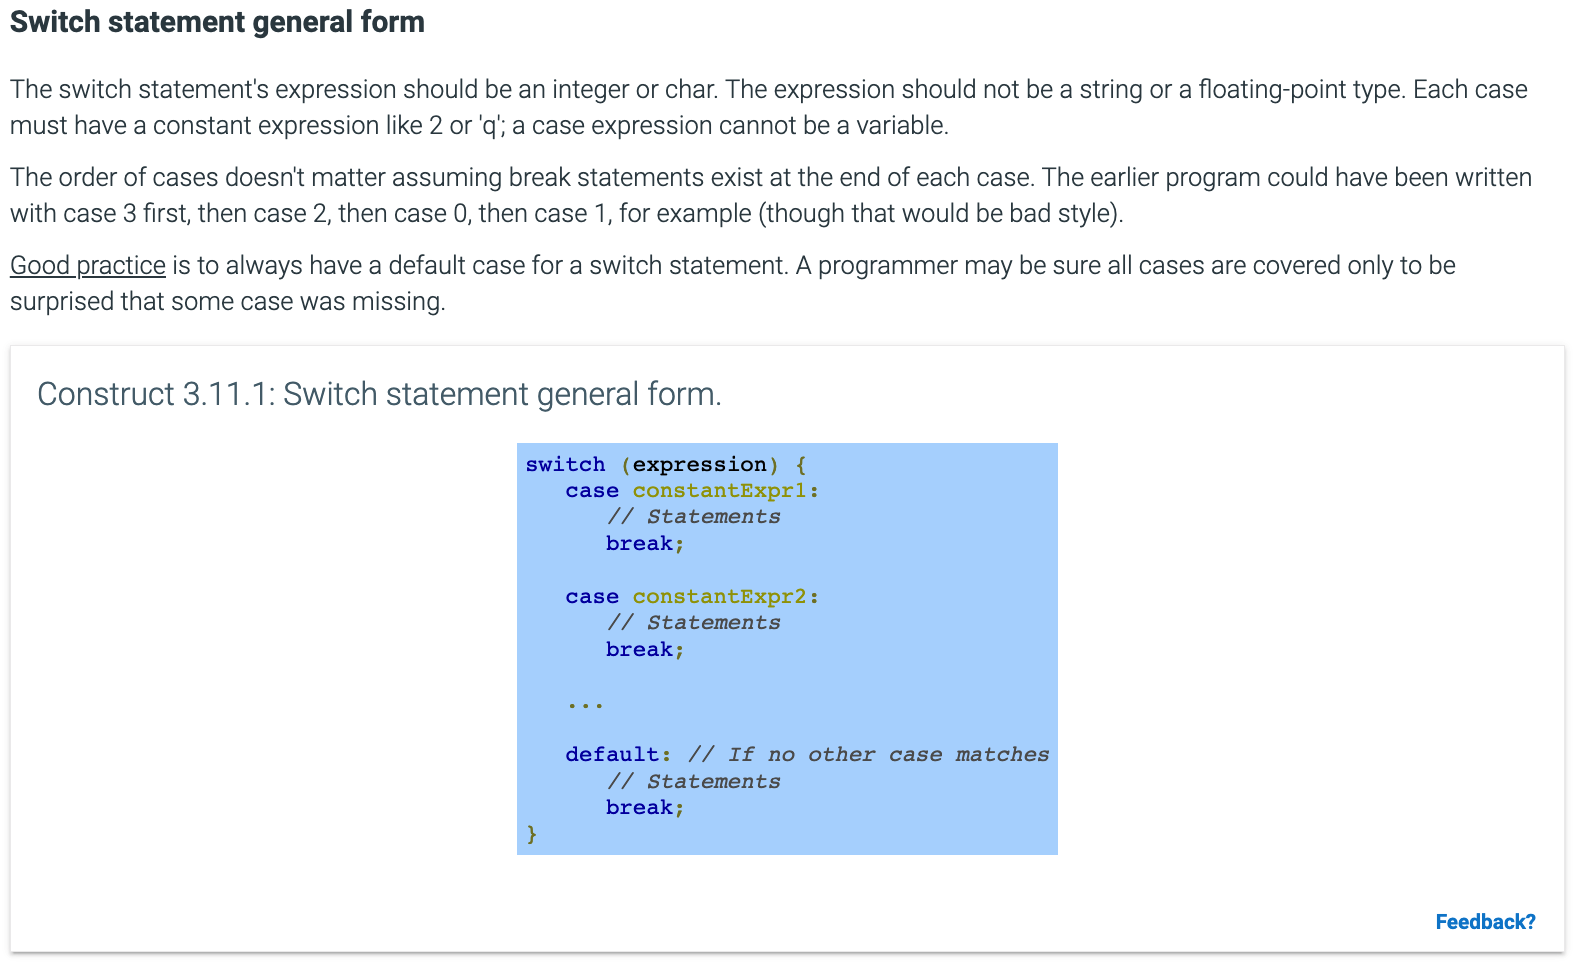 Switch statement general form
The switch statement's expression should be an integer or char. The expression should not be a string or a floating-point type. Each case
must have a constant expression like 2 or 'q'; a case expression cannot be a variable.
The order of cases doesn't matter assuming break statements exist at the end of each case. The earlier program could have been written
with case 3 first, then case 2, then case 0, then case 1, for example (though that would be bad style).
Good practice is to always have a default case for a switch statement. A programmer may be sure all cases are covered only to be
surprised that some case was missing.
Construct 3.11.1: Switch statement general form.
switch (expression) {
   case constantExpr1:
      // Statements
      break;
   case constantExpr2:
      // Statements
      break;
   ...
   default: // If no other case matches
      // Statements
      break;
}
Feedback?